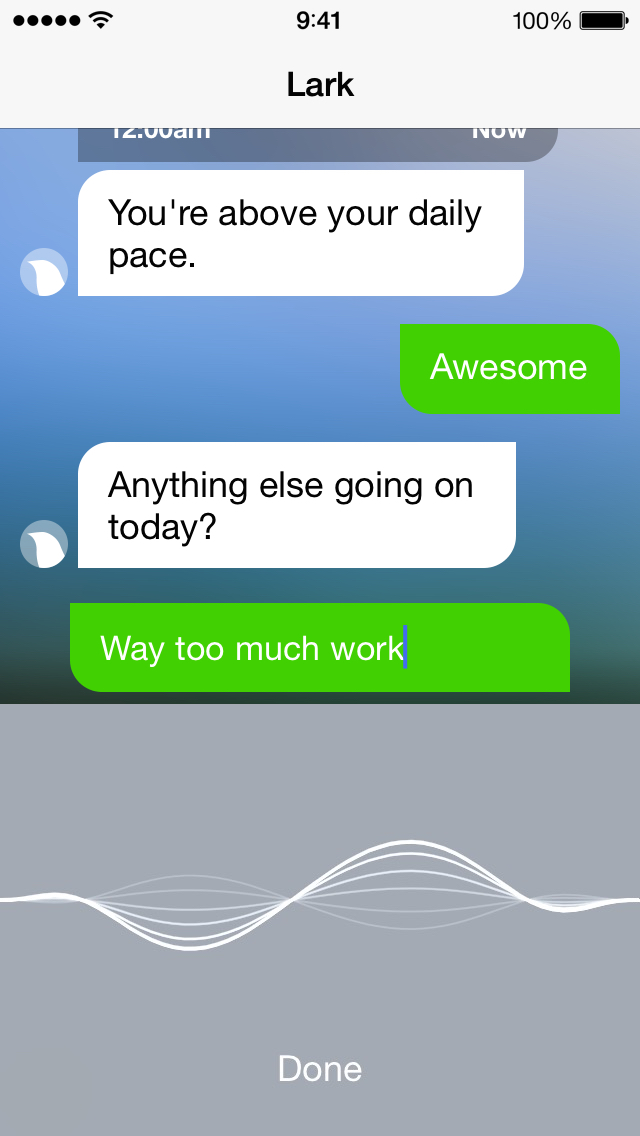 9:41
100%
Lark
12:00am
Now
You're above your daily
pace.
Awesome
Anything else going on
today?
Way too much work
Done